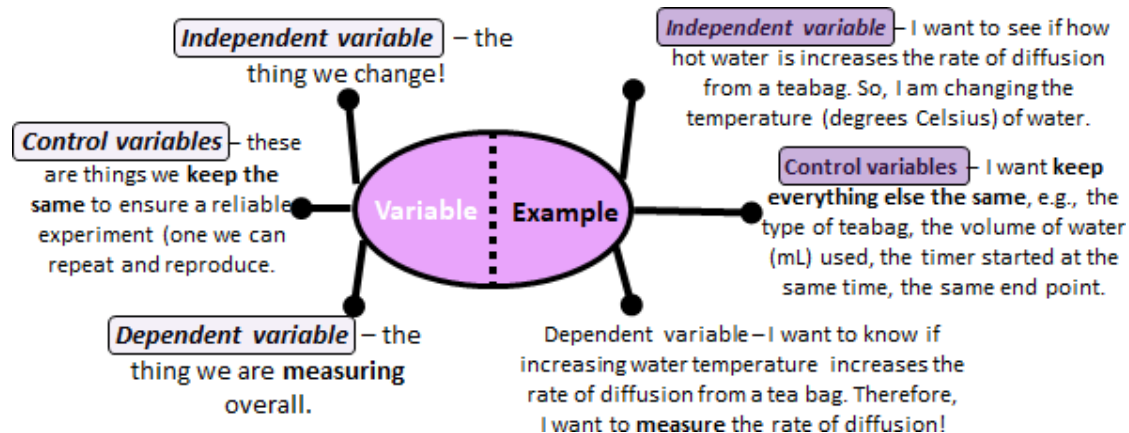 Independent variable – the
thing we change!
Control variables – these
are things we keep the
same to ensure a reliable
experiment (one we can
repeat and reproduce.
Dependent variable – the
thing we are measuring
overall.
Variable
Example
Independent variable – I want to see if how
hot water is increases the rate of diffusion
from a teabag. So, I am changing the
temperature (degrees Celsius) of water.
Control variables – I want keep
everything else the same, e.g., the
type of teabag, the volume of water
(mL) used, the timer started at the
same time, the same end point.
Dependent variable – I want to know if
increasing water temperature increases the
rate of diffusion from a tea bag. Therefore,
I want to measure the rate of diffusion!